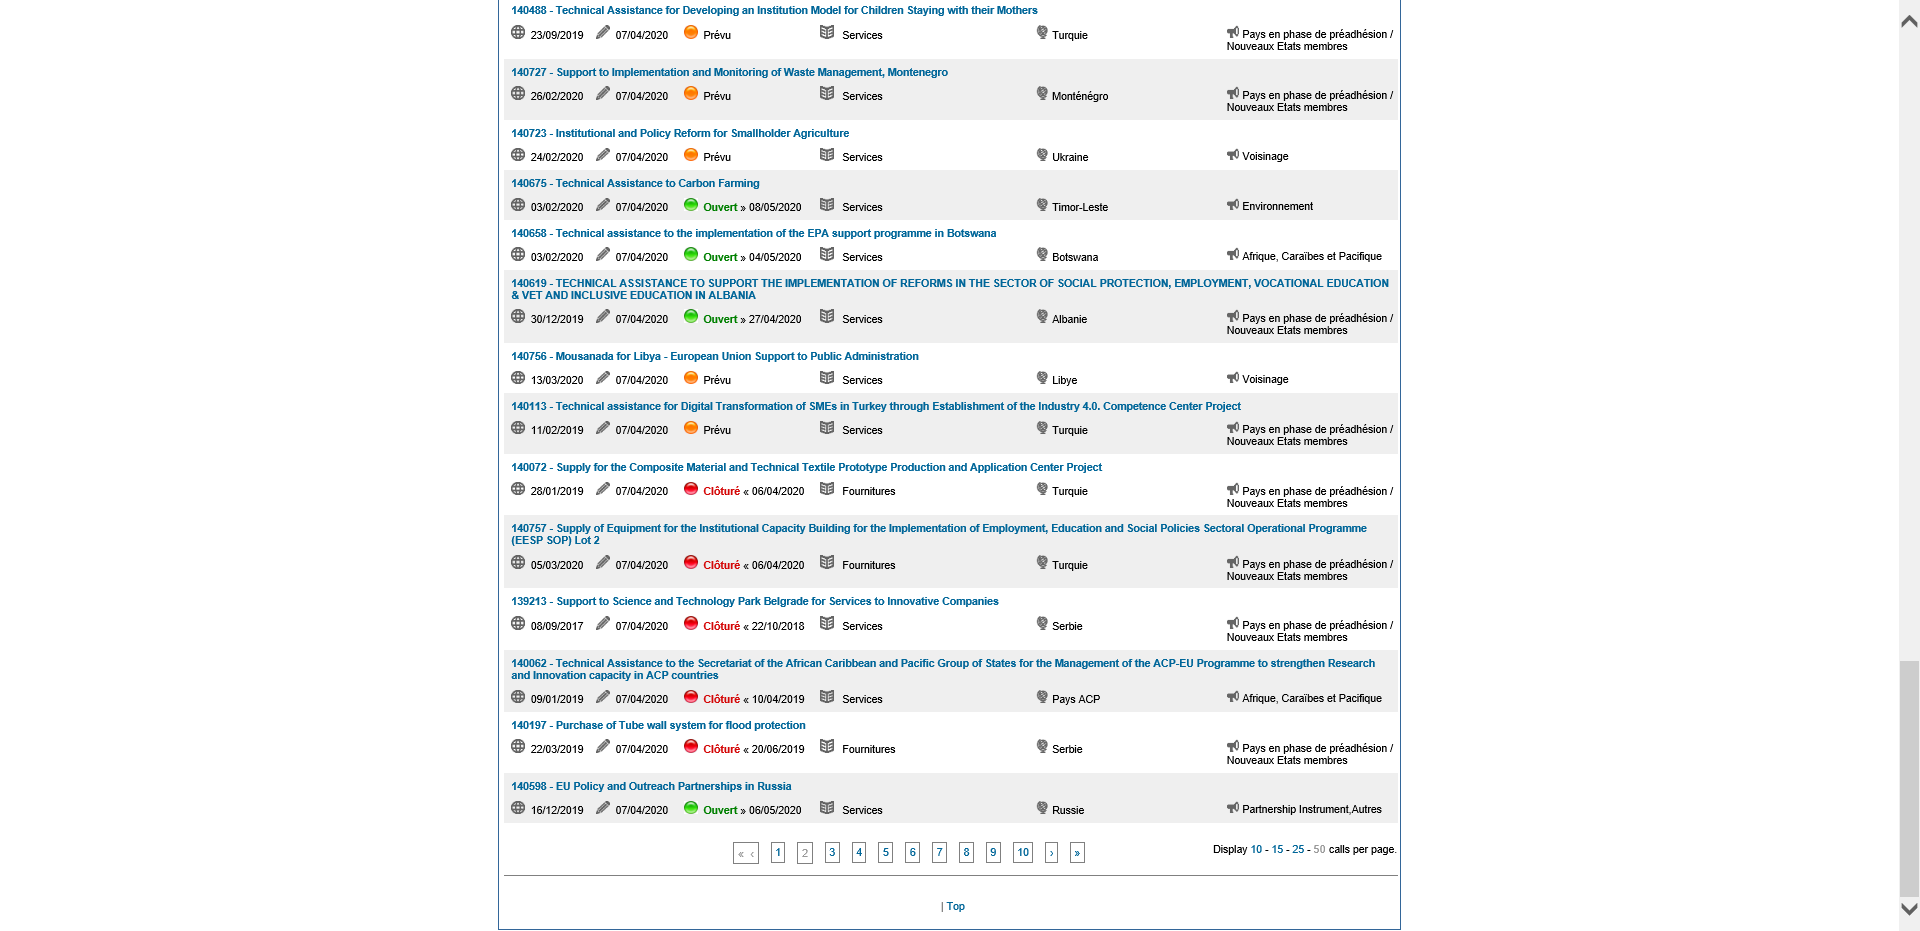 140488 - Technical Assistance for Developing an Institution Model for Children Staying with their Mothers
23/09/2019 07/04/2020 Prévu Services Turquie Pays en phase de préadhésion /
Nouveaux Etats membres
140727 - Support to Implementation and Monitoring of Waste Management, Montenegro
26/02/2020 07/04/2020 Prévu Services Monténégro Pays en phase de préadhésion /
Nouveaux Etats membres
140723 - Institutional and Policy Reform for Smallholder Agriculture
24/02/2020 07/04/2020 Prévu Services Ukraine Voisinage
140675 - Technical Assistance to Carbon Farming
03/02/2020 07/04/2020 Ouvert » 08/05/2020 Services Timor-Leste Environnement
140658 - Technical assistance to the implementation of the EPA support programme in Botswana
03/02/2020 07/04/2020 Ouvert » 04/05/2020 Services Botswana Afrique, Caraïbes et Pacifique
140619 - TECHNICAL ASSISTANCE TO SUPPORT THE IMPLEMENTATION OF REFORMS IN THE SECTOR OF SOCIAL PROTECTION, EMPLOYMENT, VOCATIONAL EDUCATION
& VET AND INCLUSIVE EDUCATION IN ALBANIA
30/12/2019 07/04/2020 Ouvert » 27/04/2020 Services Albanie Pays en phase de préadhésion /
Nouveaux Etats membres
140756 - Mousanada for Libya - European Union Support to Public Administration
13/03/2020 07/04/2020 Prévu Services Libye Voisinage
140113 - Technical assistance for Digital Transformation of SMEs in Turkey through Establishment of the Industry 4.0. Competence Center Project
11/02/2019 07/04/2020 Prévu Services Turquie Pays en phase de préadhésion /
Nouveaux Etats membres
140072 - Supply for the Composite Material and Technical Textile Prototype Production and Application Center Project
28/01/2019 07/04/2020 Clôturé « 06/04/2020 Fournitures Turquie Pays en phase de préadhésion /
Nouveaux Etats membres
140757 - Supply of Equipment for the Institutional Capacity Building for the Implementation of Employment, Education and Social Policies Sectoral Operational Programme
(EESP SOP) Lot 2
05/03/2020 07/04/2020 Clôturé « 06/04/2020 Fournitures Turquie Pays en phase de préadhésion /
Nouveaux Etats membres
139213 - Support to Science and Technology Park Belgrade for Services to Innovative Companies
08/09/2017 07/04/2020 Clôturé « 22/10/2018 Services Serbie Pays en phase de préadhésion /
Nouveaux Etats membres
140062 - Technical Assistance to the Secretariat of the African Caribbean and Pacific Group of States for the Management of the ACP-EU Programme to strengthen Research
and Innovation capacity in ACP countries
09/01/2019 07/04/2020 Clôturé « 10/04/2019 Services Pays ACP Afrique, Caraïbes et Pacifique
140197 - Purchase of Tube wall system for flood protection
22/03/2019 07/04/2020 Clôturé « 20/06/2019 Fournitures Serbie Pays en phase de préadhésion /
Nouveaux Etats membres
140598 - EU Policy and Outreach Partnerships in Russia
16/12/2019 07/04/2020 Ouvert » 06/05/2020 Services Russie Partnership Instrument,Autres
« ‹ 1 2 3 4 5 6 7 8 9 10 › » Display 10 - 15 - 25 - 50 calls per page.
| Top